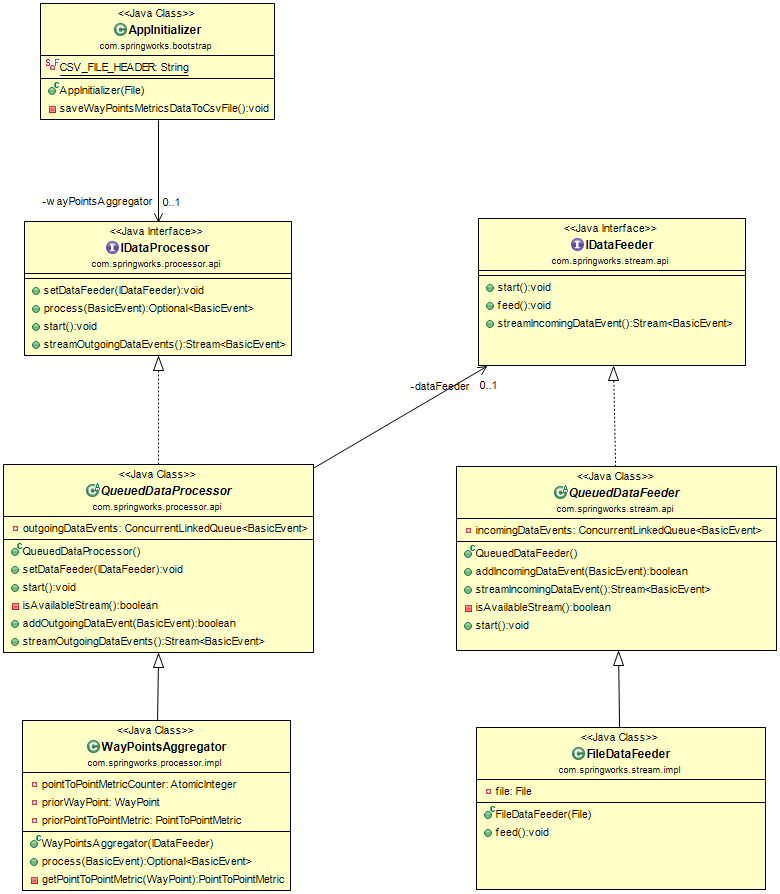 <<Java Class>>
AppInitializer
com.springworks.bootstrap
CSV_FILE_HEADER: String
AppInitializer(File)
saveWayPointsMetricsDataToCsvFile():void
-wayPointsAggregator 0..1
<<Java Interface>>
IDataProcessor
com.springworks.processor.api
setDataFeeder(IDataFeeder):void
process(BasicEvent):Optional<BasicEvent>
start():void
streamOutgoingDataEvents():Stream<BasicEvent>
<<Java Interface>>
IDataFeeder
com.springworks.stream.api
start():void
feed():void
streamIncomingDataEvent():Stream<BasicEvent>
-dataFeeder 0..1
<<Java Class>>
QueuedDataProcessor
com.springworks.processor.api
outgoingDataEvents: ConcurrentLinkedQueue<BasicEvent>
QueuedDataProcessor()
setDataFeeder(IDataFeeder):void
start():void
isAvailableStream():boolean
addOutgoingDataEvent(BasicEvent):boolean
streamOutgoingDataEvents():Stream<BasicEvent>
<<Java Class>>
QueuedDataFeeder
com.springworks.stream.api
incomingDataEvents: ConcurrentLinkedQueue<BasicEvent>
QueuedDataFeeder()
addIncomingDataEvent(BasicEvent):boolean
streamIncomingDataEvent():Stream<BasicEvent>
isAvailableStream():boolean
start():void
<<Java Class>>
WayPointsAggregator
com.springworks.processor.impl
pointToPointMetricCounter: AtomicInteger
priorWayPoint: WayPoint
priorPointToPointMetric: PointToPointMetric
WayPointsAggregator(IDataFeeder)
process(BasicEvent):Optional<BasicEvent>
getPointToPointMetric(WayPoint):PointToPointMetric
<<Java Class>>
FileDataFeeder
com.springworks.stream.impl
file: File
FileDataFeeder(File)
feed():void